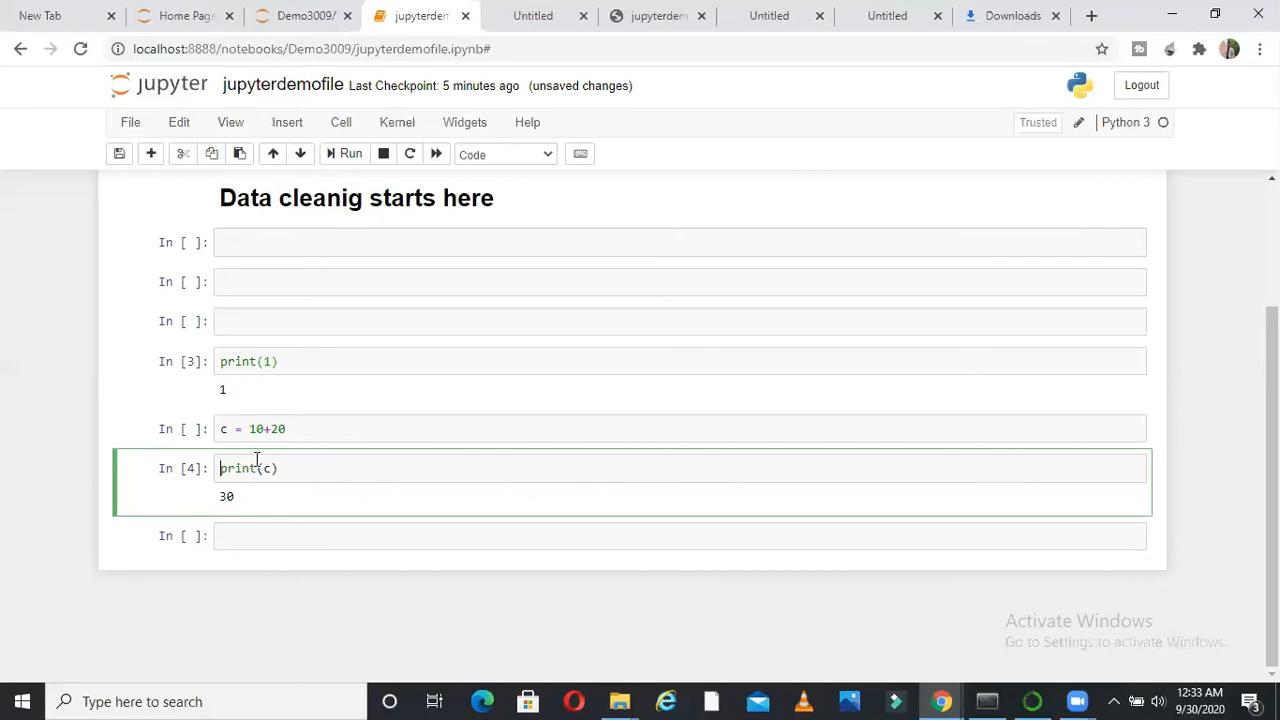 New Tab
Home Page
Demo3009/
jupyterdem
Untitled
jupyterdem
Untitled
Untitled
Downloads
localhost:8888/notebooks/Demo3009/jupyterdemofile.ipynb#
jupyter jupyterdemofile Last Checkpoint: 5 minutes ago (unsaved changes)
Logout
File Edit View Insert Cell Kernel Widgets Help
Trusted Python 3
Run Code
Data cleanig starts here
In [ ]:
In [ ]:
In [ ]:
In [3]: print(1)
1
In [ ]: c = 10+20
In [4]: print(c)
30
In [ ]:
Activate Windows
Go to Settings to activate Windows.
Type here to search
12:33 AM
9/30/2020
3